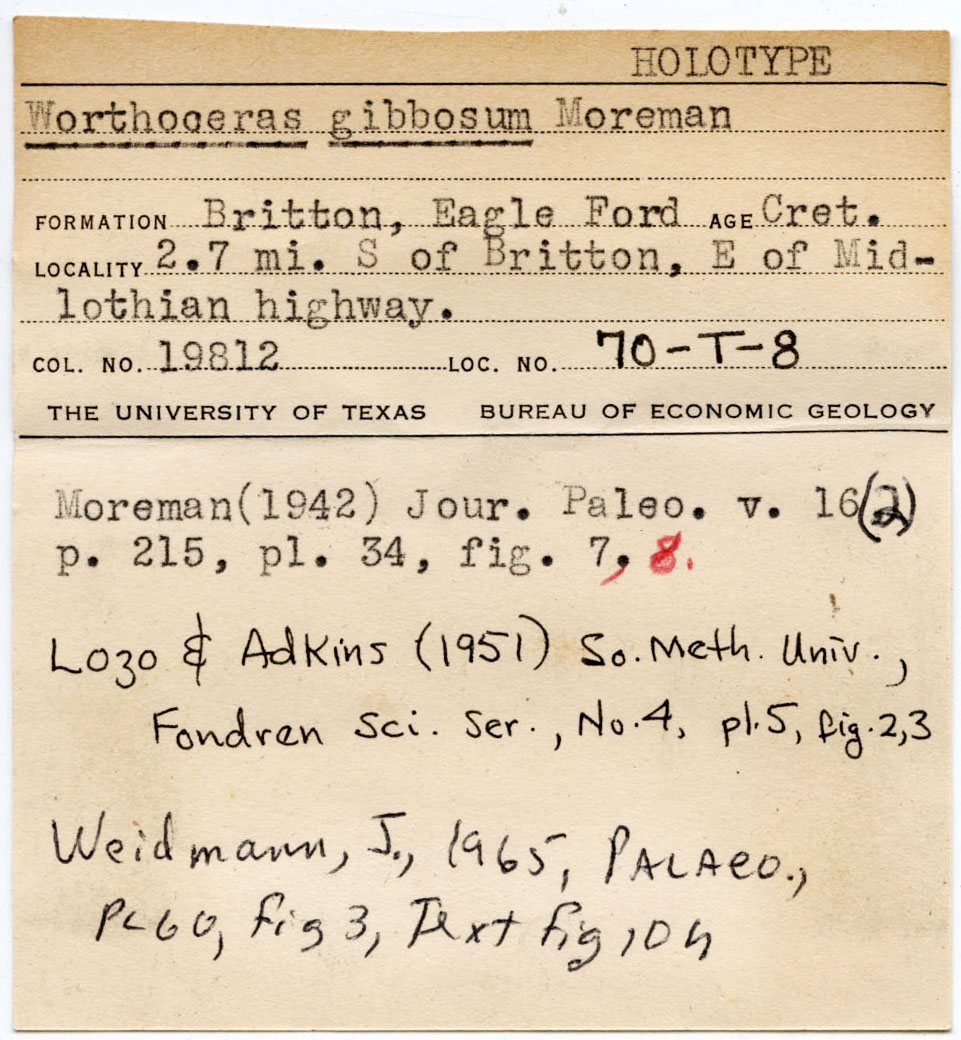 HOLOTYPE
Worthoceras gibbosum Moreman
FORMATION Britton, Eagle Ford AGE Cret.
LOCALITY 2.7 mi. S of Britton, E of Mid-
lothian highway.
COL. NO. 19812 LOC. NO. 70-T-8
THE UNIVERSITY OF TEXAS BUREAU OF ECONOMIC GEOLOGY
Moreman(1942) Jour. Paleo. v. 16(2)
p. 215, pl. 34, fig. 7, 8.
Lozo & Adkins (1951) So. Meth. Univ.,
Fondren Sci. Ser., No. 4, pl. 5, fig. 2,3
Weidmann, J., 1965, PALAEO.,
PL 60, Fig 3, Text fig 10 h